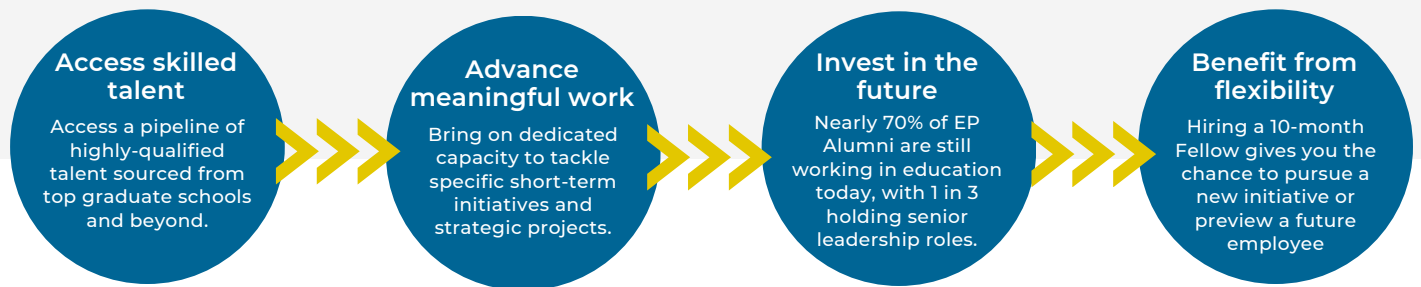 Access skilled
talent
Access a pipeline of
highly-qualified
talent sourced from
top graduate schools
and beyond.
Advance
meaningful work
Bring on dedicated
capacity to tackle
specific short-term
initiatives and
strategic projects.
Invest in the
future
Nearly 70% of EP
Alumni are still
working in education
today, with 1 in 3
holding senior
leadership roles.
Benefit from
flexibility
Hiring a 10-month
Fellow gives you the
chance to pursue a
new initiative or
preview a future
employee